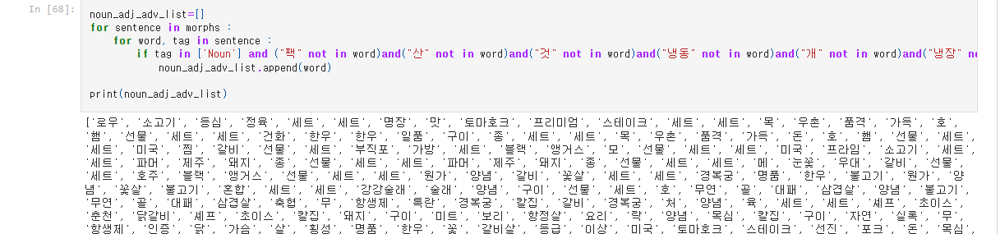 In [68]:
noun_adj_adv_list=[]
for sentence in morphs :
for word, tag in sentence :
if tag in ['Noun'] and ("팩" not in word)and("산" not in word)and("것" not in word)and("냉동" not in word)and("개" not in word)and("냉장"
noun_adj_adv_list.append(word)
print(noun_adj_adv_list)
['로우', '소고기', '등심', '정육', '세트', '세트', '명장', '맛', '토마호크', '프리미엄', '스테이크', '세트', '세트', '목', '우촌', '품격', '가득', '호',
'햄', '선물', '세트', '세트', '건화', '한우', '한우', '일품', '구이', '종', '세트', '세트', '목', '우촌', '품격', '가득', '돈', '호', '햄', '선물', '세트',
'세트', '미국', '찜', '갈비', '선물', '세트', '부직포', '가방', '세트', '블랙', '앵거스', '모', '선물', '세트', '세트', '미국', '프라임', '소고기', '세트',
'세트', '파머', '제주', '돼지', '종', '선물', '세트', '세트', '파머', '제주', '돼지', '종', '선물', '세트', '세트', '메', '눈꽃', '우대', '갈비', '선물',
'세트', '호주', '블랙', '앵거스', '선물', '세트', '세트', '원가', '양념', '갈비', '꽃살', '세트', '세트', '경복궁', '명품', '한우', '불고기', '원가', '양
념', '꽃살', '불고기', '혼합', '세트', '세트', '강강술래', '술래', '양념', '구이', '선물', '세트', '호', '무연', '골', '대패', '삼겹살', '양념', '불고기',
'무연', '골', '대패', '삼겹살', '축협', '무', '항생제', '특란', '경복궁', '칼집', '갈비', '경복궁', '처', '양념', '육', '세트', '세트', '셰프', '초이스',
'춘천', '닭갈비', '셰프', '초이스', '칼집', '돼지', '구이', '미트', '보리', '항정살', '요리', '락', '양념', '목심', '칼집', '구이', '자연', '실록', '무',
'항생제', '인증', '닭', '가슴', '살', '횡성', '명품', '한우', '꽃', '갈비살', '등급', '이상', '미국', '토마호크', '스테이크', '선진', '포크', '돈', '목심',